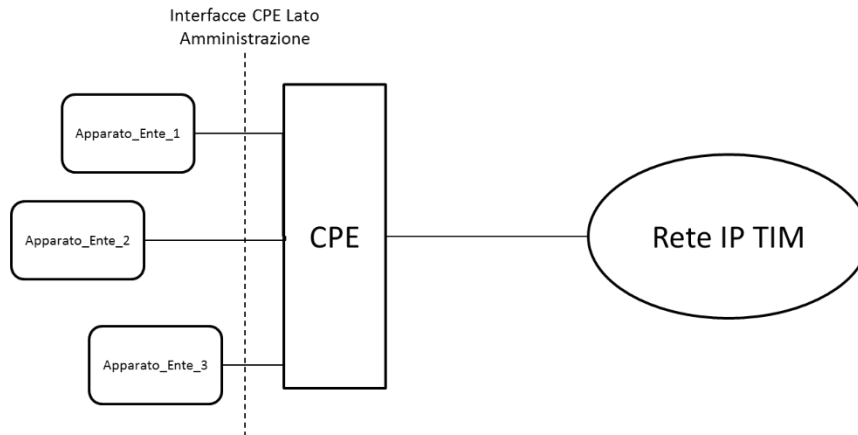 Interfacce CPE Lato
Amministrazione
Apparato_Ente_1
Apparato_Ente_2
Apparato_Ente_3
CPE
Rete IP TIM